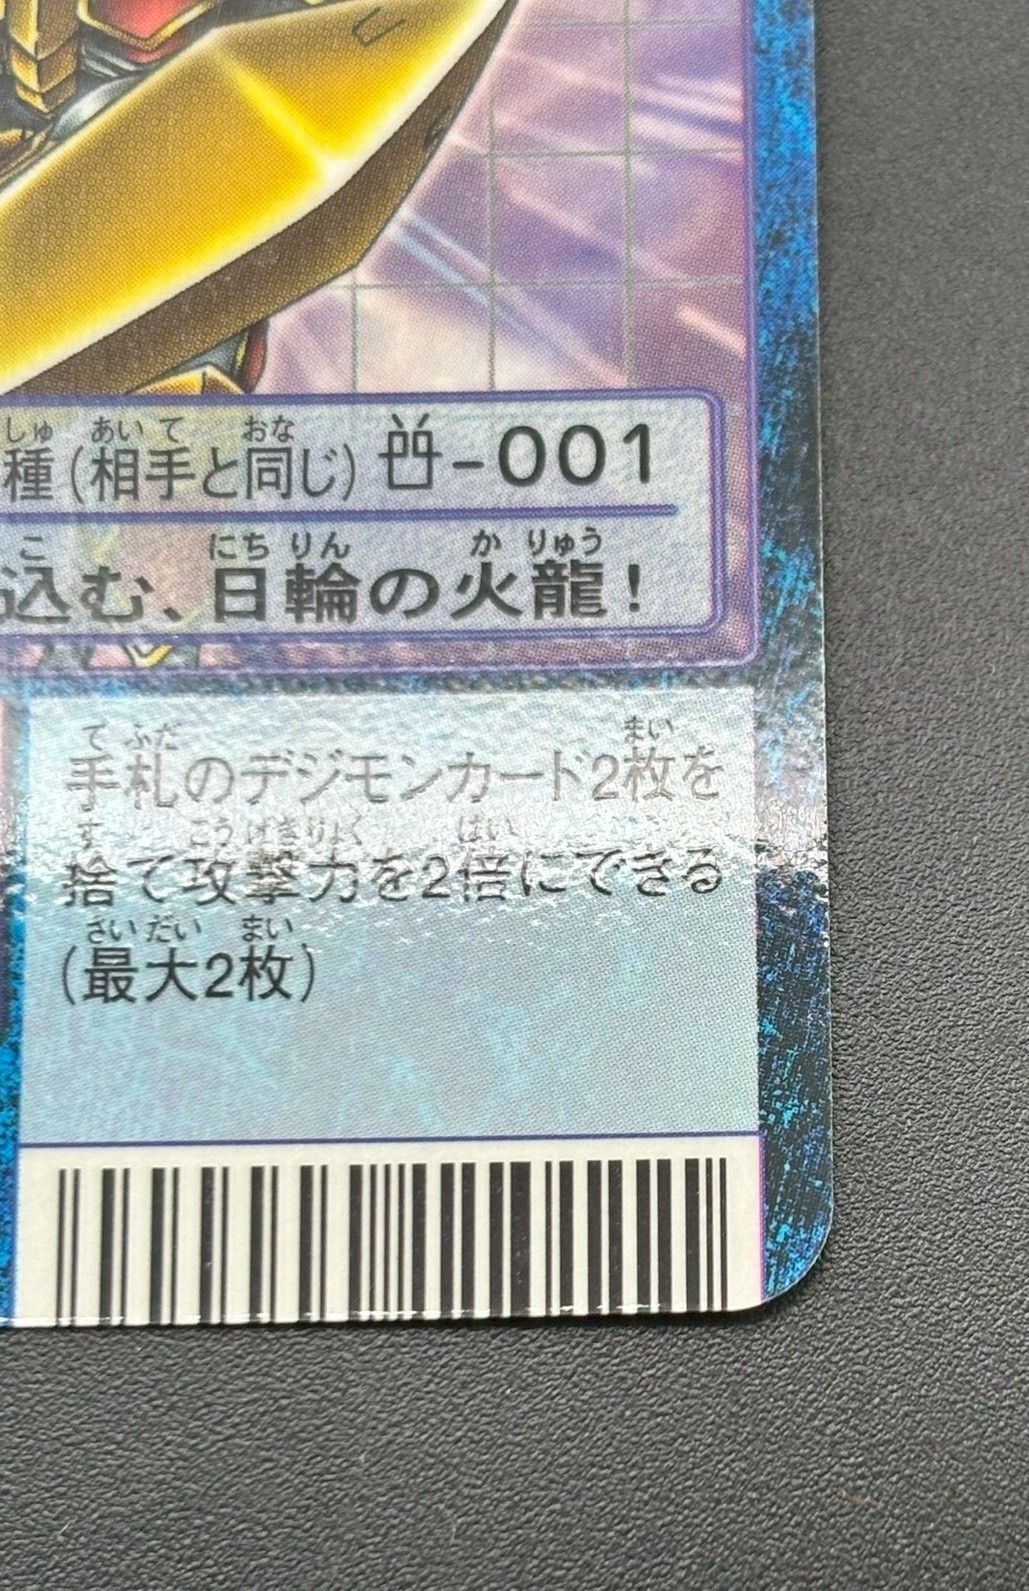 種(相手と同じ) -001
込む、日輪の火龍!
手札のデジモンカード2枚を
捨て攻撃力を2倍にできる
(最大2枚)